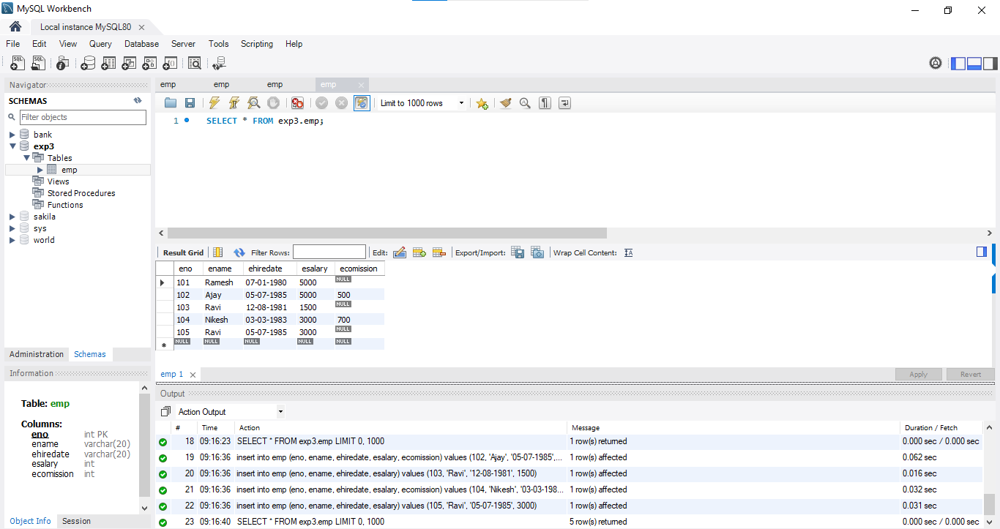 MySQL Workbench
Local instance MySQL80
File Edit View Query Database Server Tools Scripting Help
Navigator
SCHEMAS
Filter objects
bank
exp3
Tables
emp
Views
Stored Procedures
Functions
sakila
sys
world
Administration Schemas
Information
Table: emp
Columns:
eno int PK
ename varchar(20)
ehiredate varchar(20)
esalary int
ecomission int
Object Info Session
emp emp emp emp
Limit to 1000 rows
1 SELECT * FROM exp3.emp;
Result Grid Filter Rows: Edit: Export/Import: Wrap Cell Content:
eno ename ehiredate esalary ecomission
101 Ramesh 07-01-1980 5000 NULL
102 Ajay 05-07-1985 5000 500
103 Ravi 12-08-1981 1500 NULL
104 Nikesh 03-03-1983 3000 700
105 Ravi 05-07-1985 3000 NULL
NULL NULL NULL NULL NULL
emp 1 Apply Revert
Output
Action Output
# Time Action Message Duration / Fetch
18 09:16:23 SELECT * FROM exp3.emp LIMIT 0, 1000 1 row(s) returned 0.000 sec / 0.000 sec
19 09:16:36 insert into emp (eno, ename, ehiredate, esalary, ecomission) values (102, 'Ajay', '05-07-1985',... 1 row(s) affected 0.062 sec
20 09:16:36 insert into emp (eno, ename, ehiredate, esalary) values (103, 'Ravi', '12-08-1981', 1500) 1 row(s) affected 0.016 sec
21 09:16:36 insert into emp (eno, ename, ehiredate, esalary, ecomission) values (104, 'Nikesh', '03-03-198... 1 row(s) affected 0.032 sec
22 09:16:36 insert into emp (eno, ename, ehiredate, esalary) values (105, 'Ravi', '05-07-1985', 3000) 1 row(s) affected 0.031 sec
23 09:16:40 SELECT * FROM exp3.emp LIMIT 0, 1000 5 row(s) returned 0.000 sec / 0.000 sec